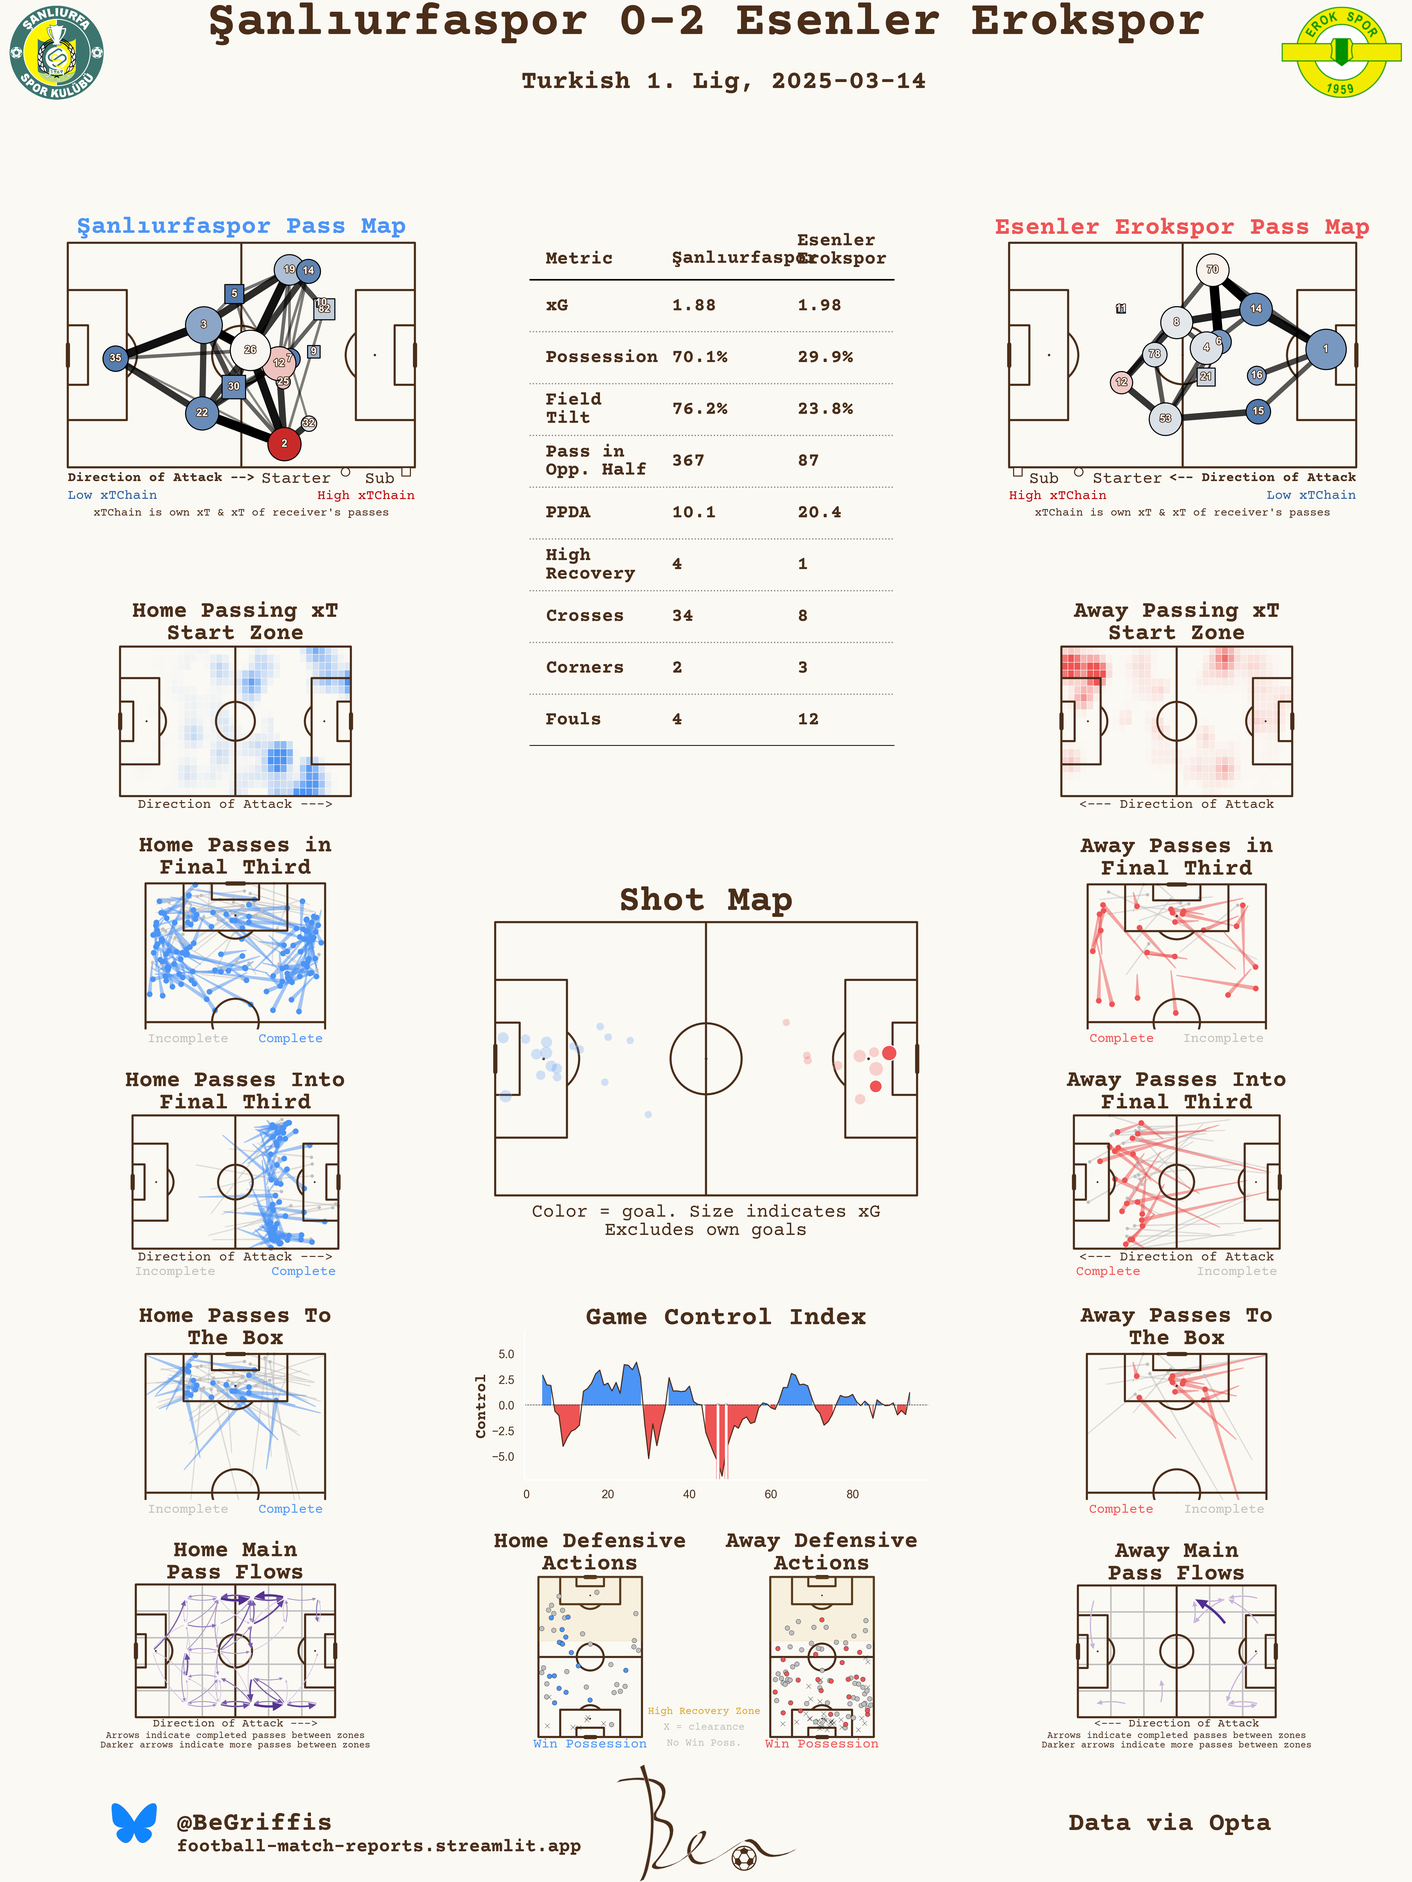 Şanlıurfaspor 0-2 Esenler Erokspor
Turkish 1. Lig, 2025-03-14
ŞANLIURFA
SPOR KULÜBÜ
EROK SPOR
1959
Şanlıurfaspor Pass Map
19
14
5
10
82
3
26
9
7
12
35
25
30
22
32
2
Direction of Attack --> Starter Sub
Low xTChain High xTChain
xTChain is own xT & xT of receiver's passes
Metric Şanlıurfaspor Esenler
Erokspor
xG 1.88 1.98
Possession 70.1% 29.9%
Field
Tilt 76.2% 23.8%
Pass in
Opp. Half 367 87
PPDA 10.1 20.4
High
Recovery 4 1
Crosses 34 8
Corners 2 3
Fouls 4 12
Esenler Erokspor Pass Map
70
11
14
8
6
4
78
1
21
16
12
15
53
Sub Starter <-- Direction of Attack
High xTChain Low xTChain
xTChain is own xT & xT of receiver's passes
Home Passing xT
Start Zone
Direction of Attack --->
Away Passing xT
Start Zone
<--- Direction of Attack
Home Passes in
Final Third
Incomplete Complete
Away Passes in
Final Third
Complete Incomplete
Shot Map
Color = goal. Size indicates xG
Excludes own goals
Home Passes Into
Final Third
Direction of Attack --->
Incomplete Complete
Away Passes Into
Final Third
<--- Direction of Attack
Complete Incomplete
Home Passes To
The Box
Incomplete Complete
Game Control Index
Control
5.0
2.5
0.0
−2.5
−5.0
0 20 40 60 80
Away Passes To
The Box
Complete Incomplete
Home Main
Pass Flows
Direction of Attack --->
Arrows indicate completed passes between zones
Darker arrows indicate more passes between zones
Home Defensive
Actions
Win Possession
High Recovery Zone
X = clearance
No Win Poss.
Away Defensive
Actions
Win Possession
Away Main
Pass Flows
<--- Direction of Attack
Arrows indicate completed passes between zones
Darker arrows indicate more passes between zones
@BeGriffis
football-match-reports.streamlit.app
Ben
Data via Opta